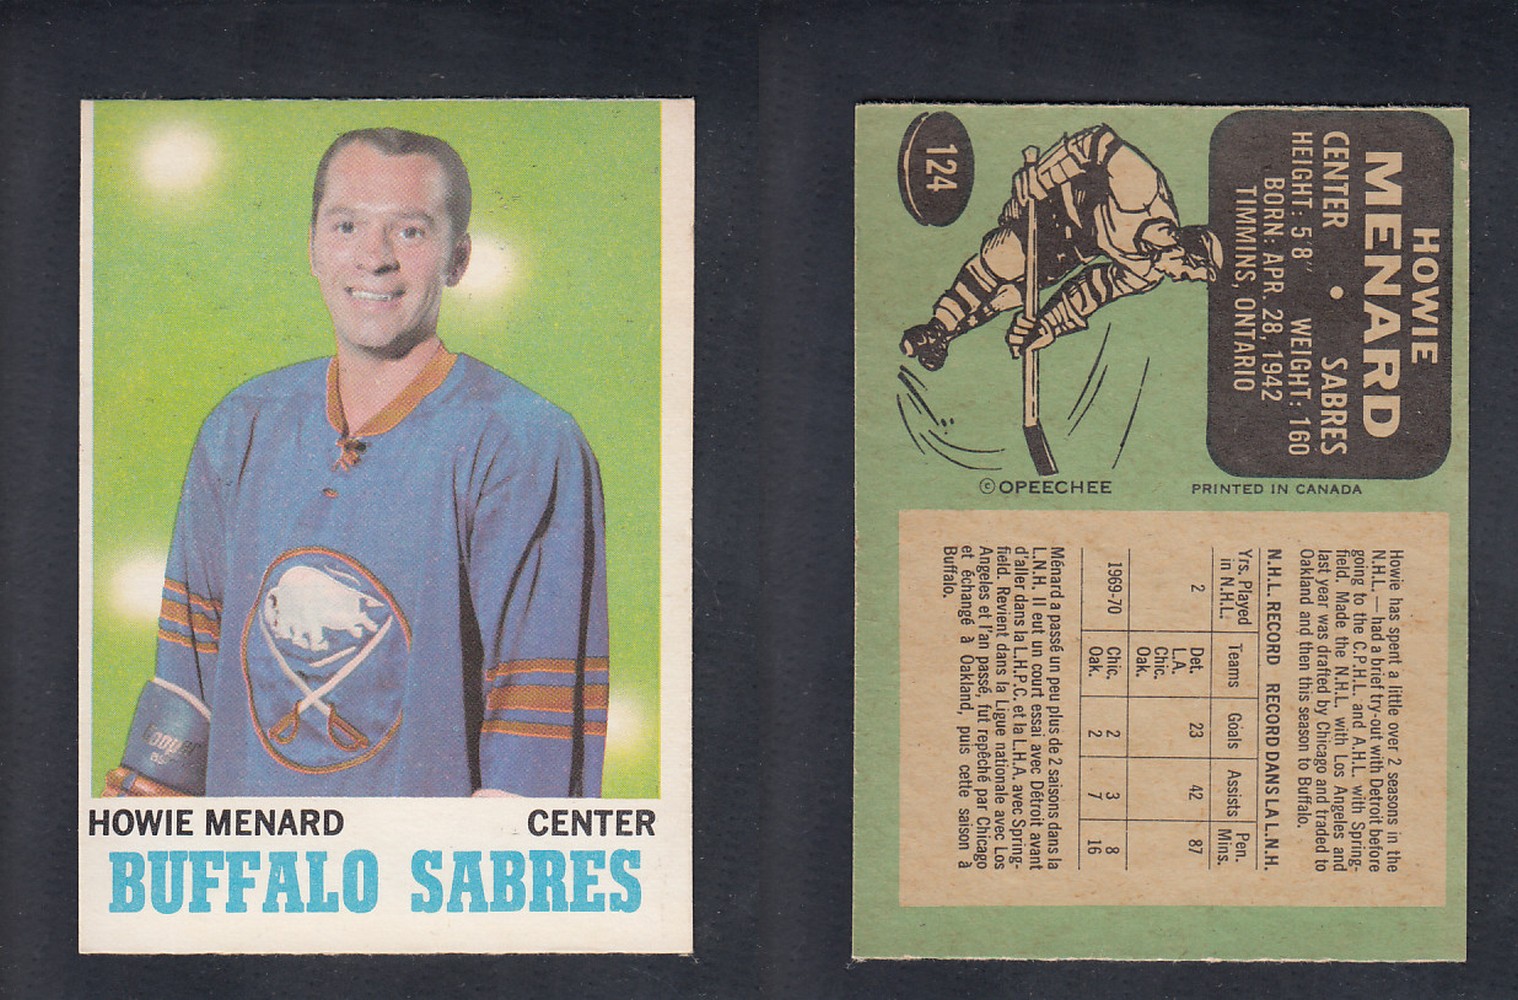 Cooper
HOWIE MENARD CENTER
BUFFALO SABRES
124
HOWIE
MENARD
CENTER • SABRES
HEIGHT: 5'8" WEIGHT: 160
BORN: APR. 28, 1942
TIMMINS, ONTARIO
©OPEECHEE PRINTED IN CANADA
Howie has spent a little over 2 seasons in the
N.H.L. — had a brief try-out with Detroit before
going to the C.P.H.L. and A.H.L. with Spring-
field. Made the N.H.L. with Los Angeles and
last year was drafted by Chicago and traded to
Oakland and then this season to Buffalo.
N.H.L. RECORD RECORD DANS LA L.N.H.
Yrs. Played Teams Goals Assists Pen.
in N.H.L. Mins.
2 Det. 23 42 87
L.A.
Chic.
Oak.
1969-70 Chic. 2 3 8
Oak. 2 7 16
Ménard a passé un peu plus de 2 saisons dans la
L.N.H. Il eut un court essai avec Détroit avant
d'aller dans la L.H.P.C. et la L.H.A. avec Spring-
field. Revient dans la Ligue nationale avec Los
Angeles et l'an passé, fut repêché par Chicago
et échangé à Oakland, puis cette saison à
Buffalo.